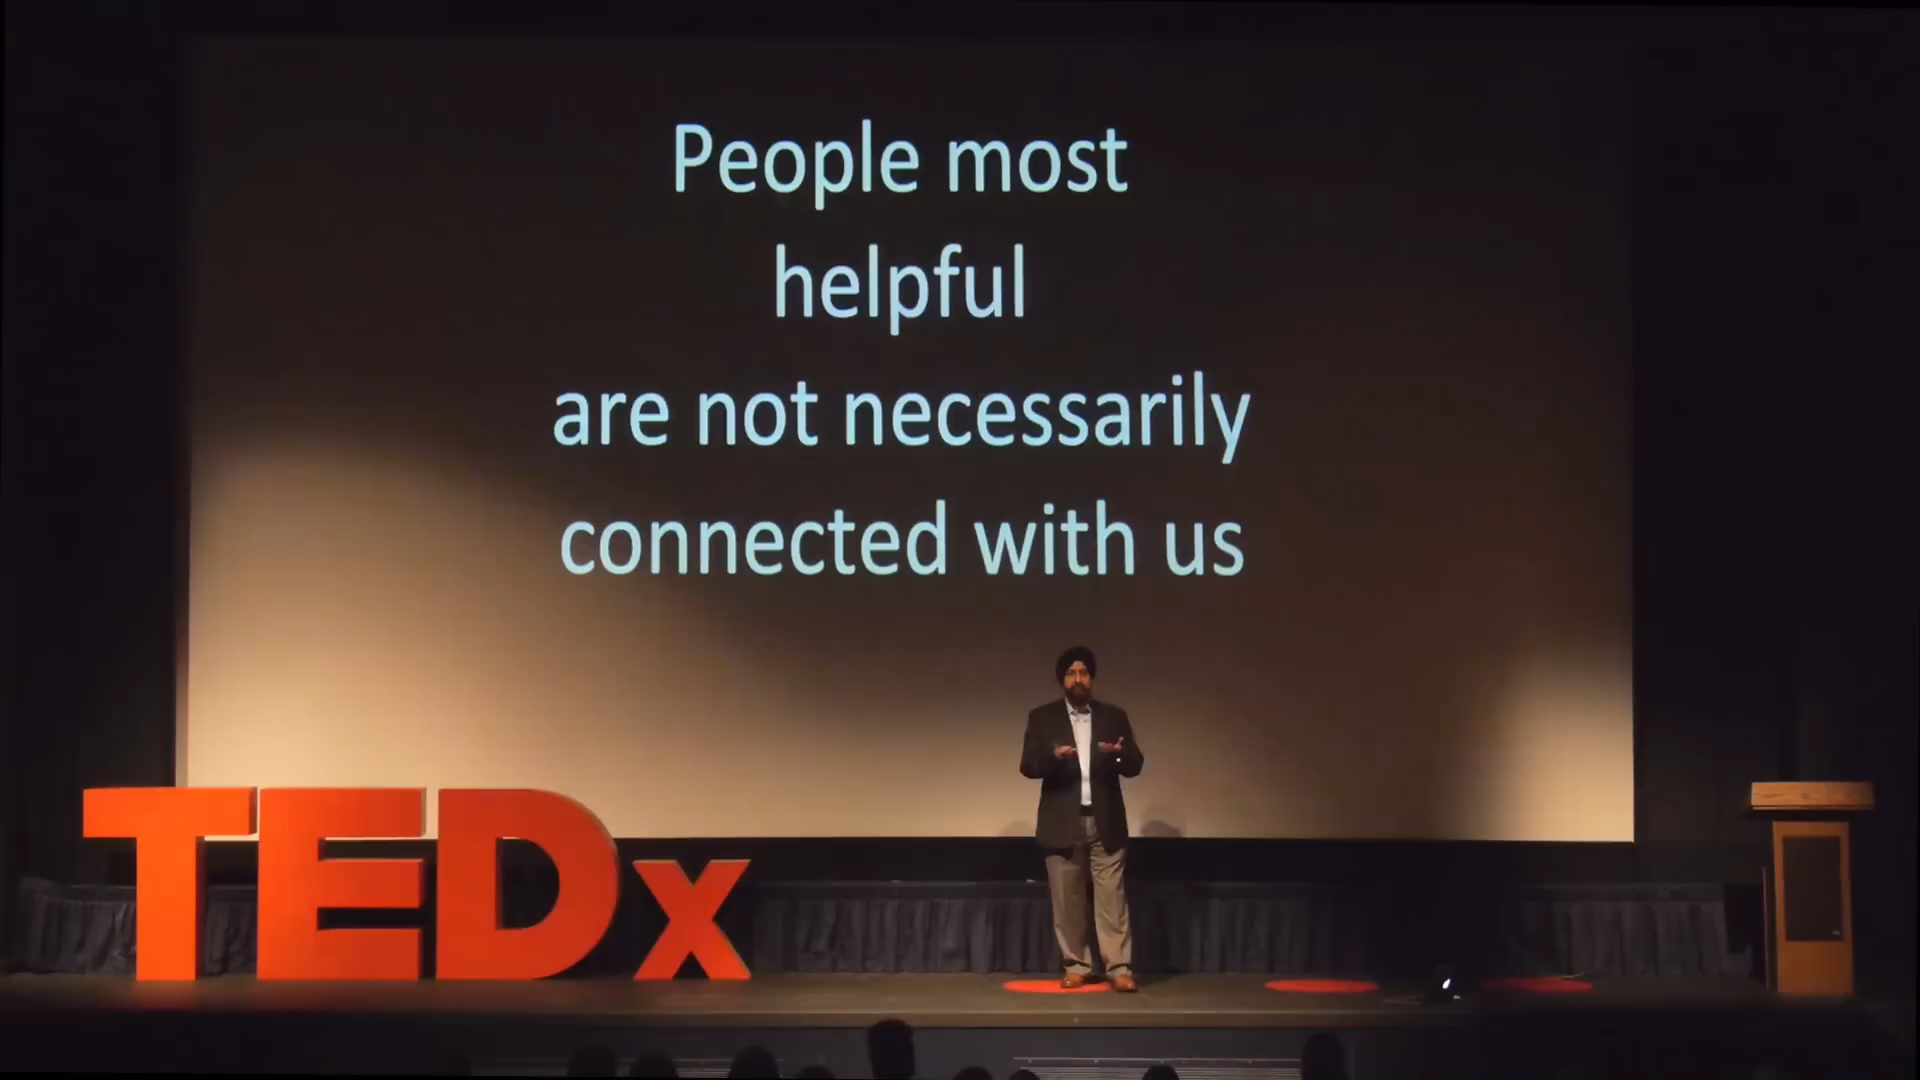 People most
helpful
are not necessarily
connected with us
TEDx